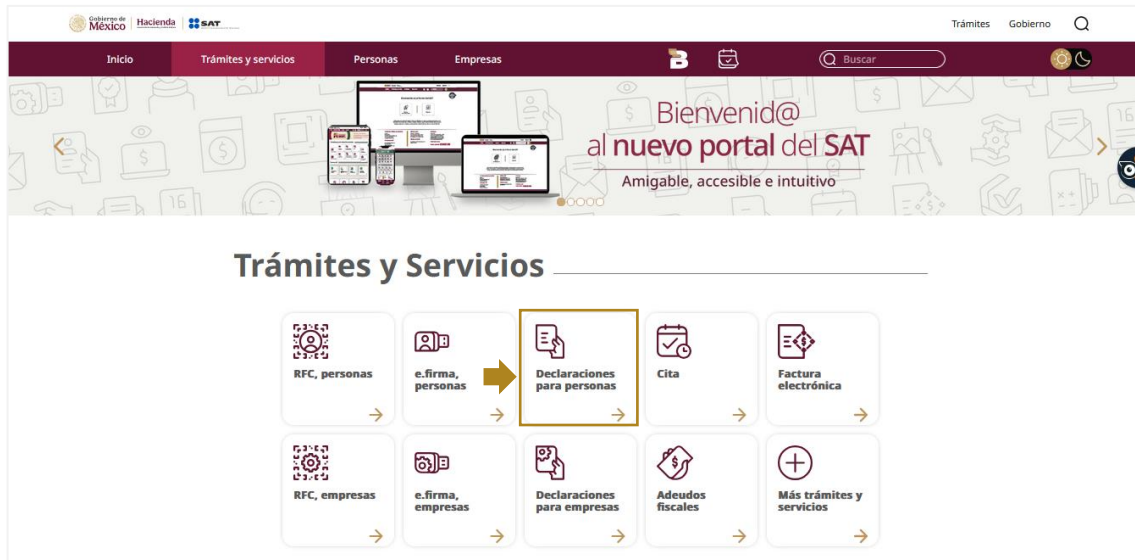 Gobierno de
México
Hacienda
SAT
Trámites
Gobierno
Inicio
Trámites y servicios
Personas
Empresas
B
Buscar
Bienvenid@
al nuevo portal del SAT
Amigable, accesible e intuitivo
Trámites y Servicios
RFC, personas
e.firma,
personas
Declaraciones
para personas
Cita
Factura
electrónica
RFC, empresas
e.firma,
empresas
Declaraciones
para empresas
Adeudos
fiscales
Más trámites y
servicios